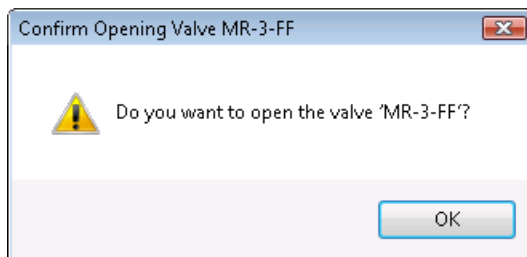 Confirm Opening Valve MR-3-FF
Do you want to open the valve ‘MR-3-FF‘?
OK